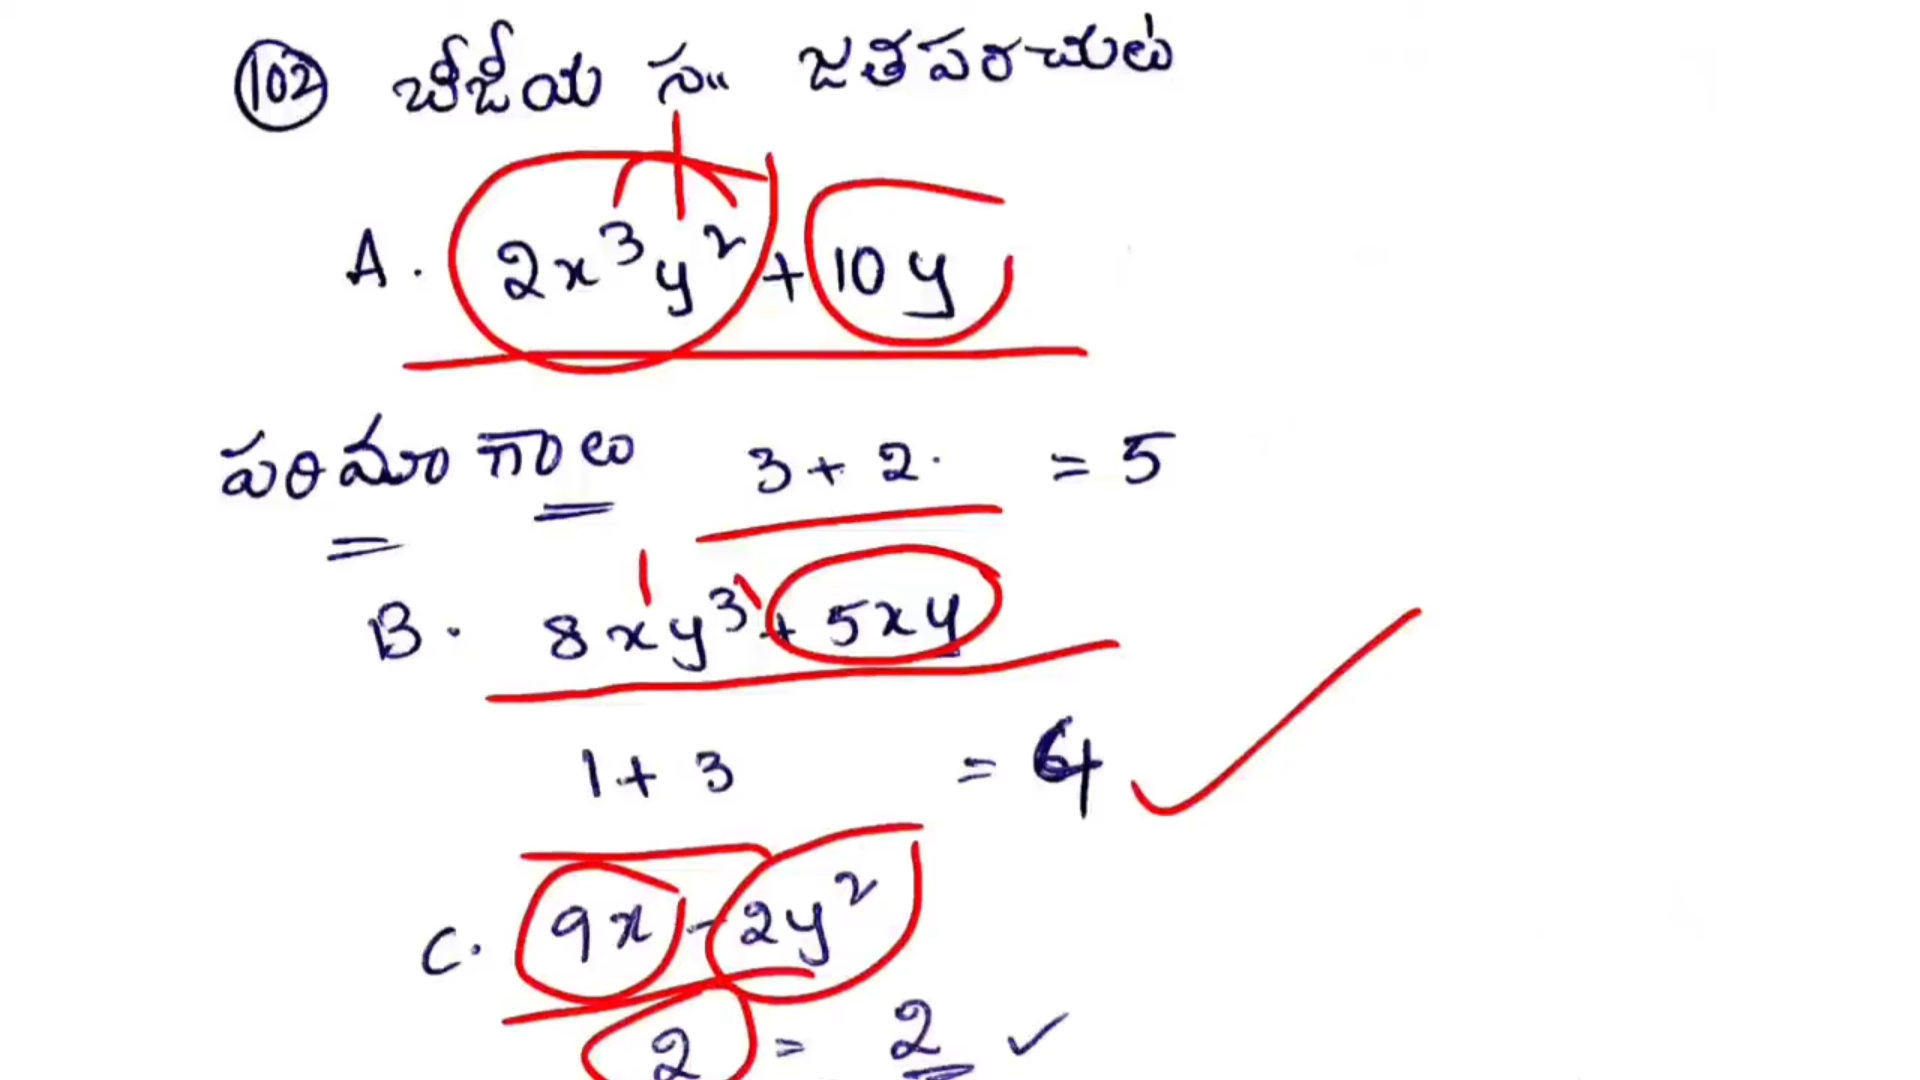 102 బీజీయ స॥ జతపరచుము
A. 2x³y² + 10y
పరిమాణాలు 3 + 2 = 5
B. 8xy³ + 5xy
1 + 3 = 4
C. 9x - 2y²
2 = 2 ✓